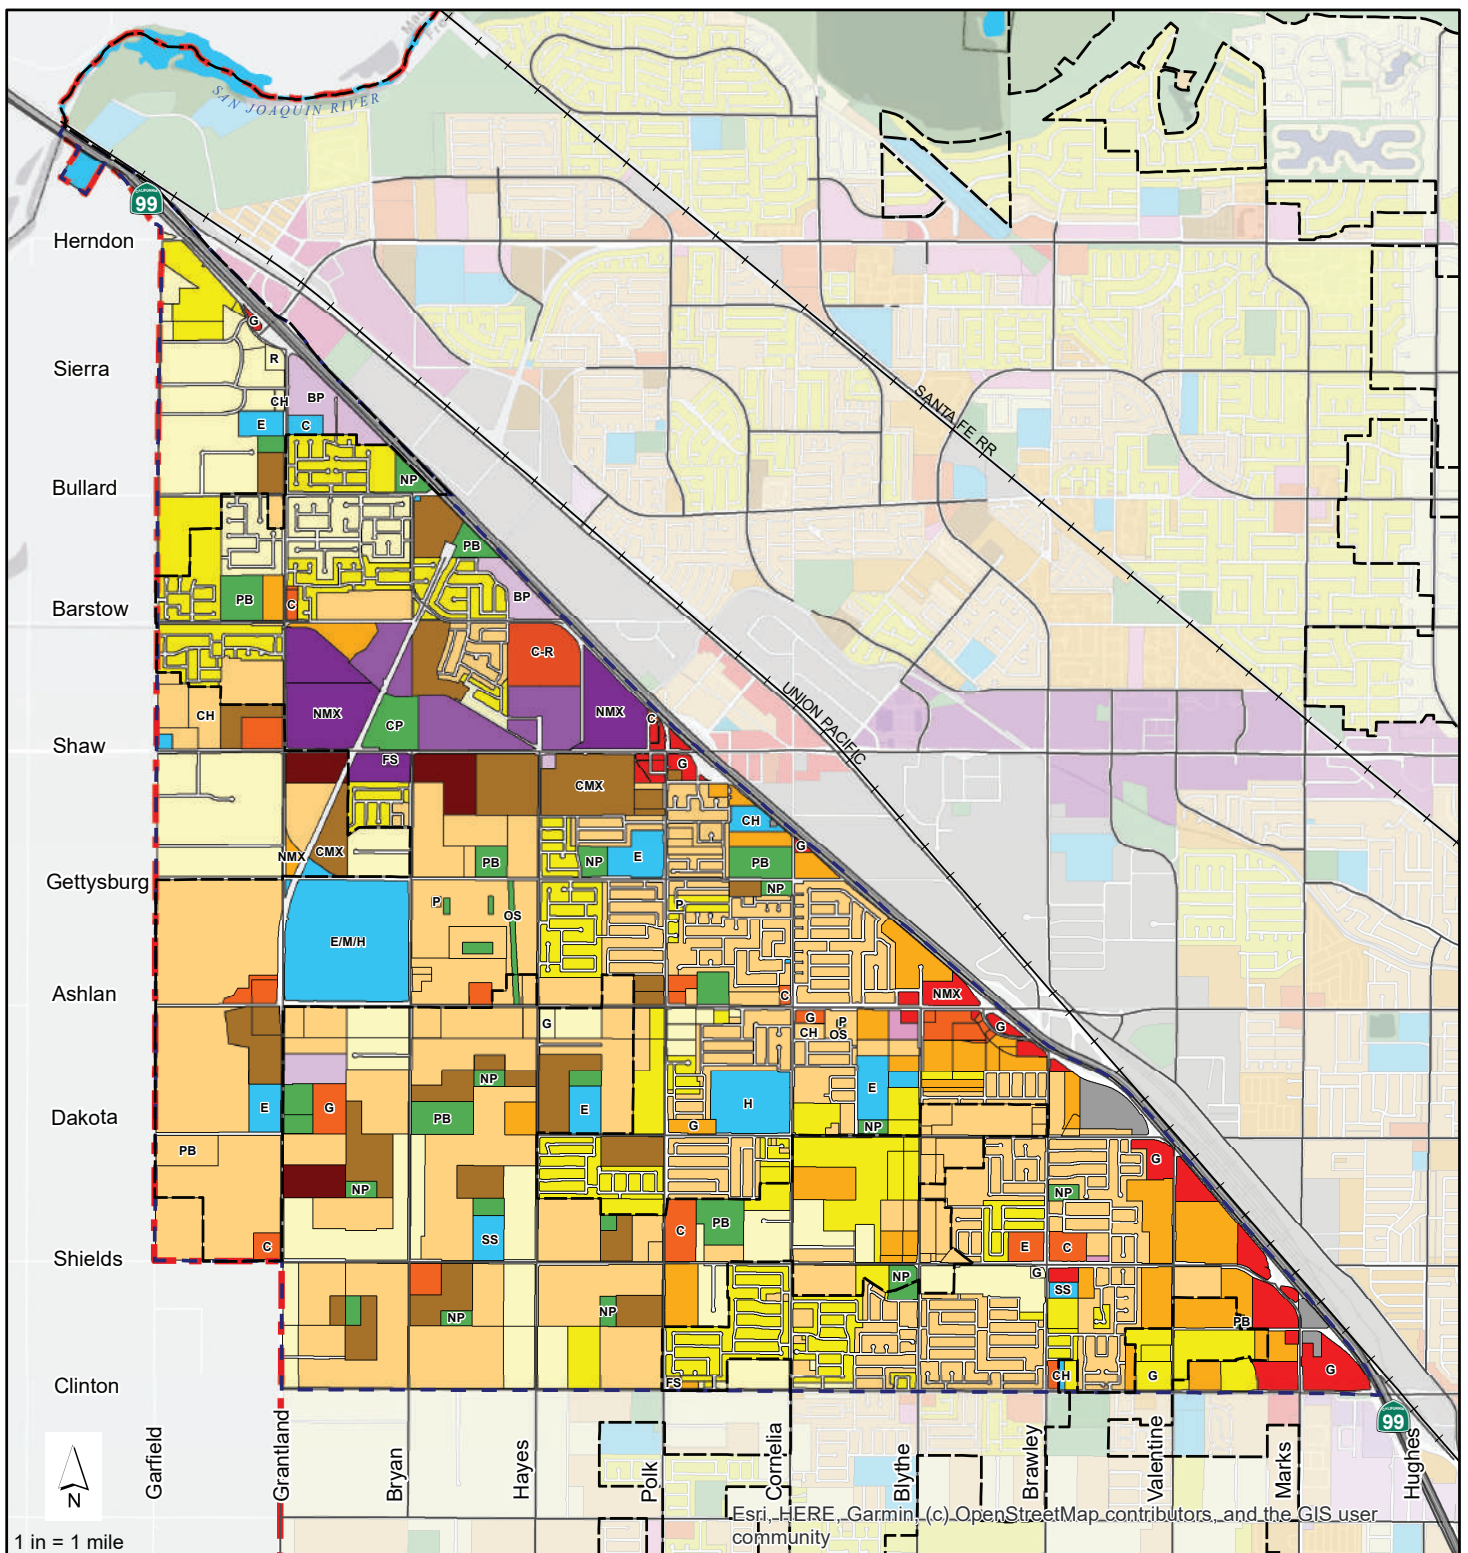 SAN JOAQUIN RIVER
CALIFORNIA
99
Herndon
G
R
Sierra
CH
BP
E
C
NP
Bullard
SANTA FE RR
PB
BP
PB
C
Barstow
C-R
CH
NMX
CP
NMX
C
UNION PACIFIC
Shaw
FS
G
CMX
CH
G
NMX
CMX
PB
NP
E
PB
Gettysburg
NP
P
OS
P
E/M/H
Ashlan
C
NMX
G
G
CH
P
OS
G
NP
E
E
G
PB
E
H
Dakota
G
NP
PB
G
NP
NP
C
PB
C
E
C
Shields
SS
NP
G
SS
NP
NP
PB
G
CH
G
FS
Clinton
CALIFORNIA
99
Garfield
Grantland
Bryan
Hayes
Polk
Cornelia
Blythe
Brawley
Valentine
Marks
Hughes
N
Esri, HERE, Garmin, (c) OpenStreetMap contributors, and the GIS user
community
1 in = 1 mile